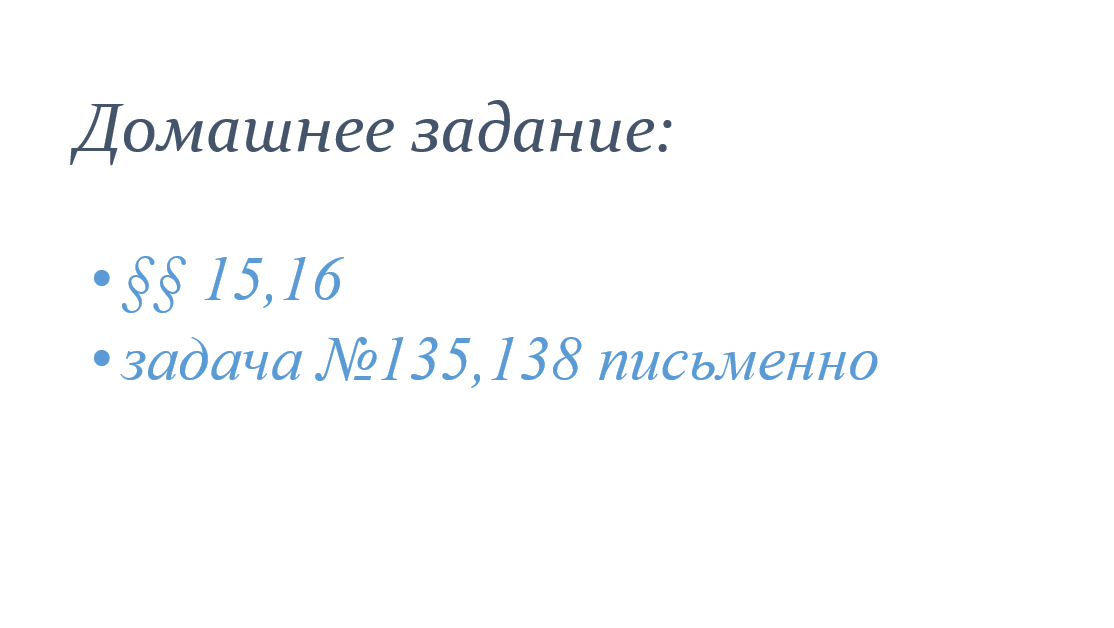 Домашнее задание:
• §§ 15,16
• задача №135,138 письменно